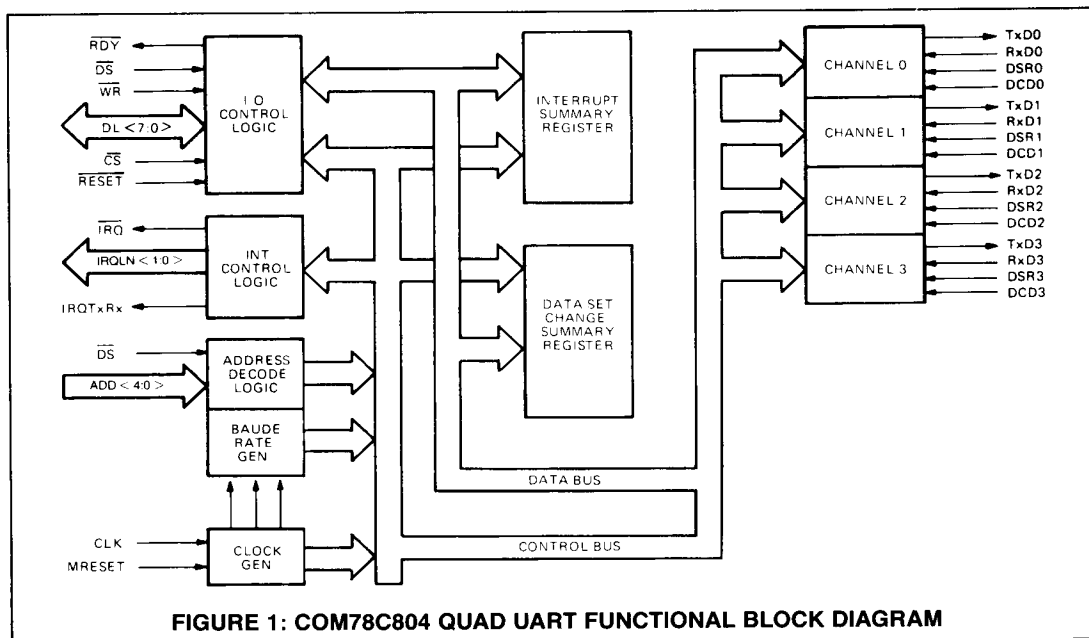 RDY
DS
WR
DL <7:0>
CS
RESET
I O
CONTROL
LOGIC
IRQ
IRQLN < 1:0>
IRQTxRx
INT
CONTROL
LOGIC
DS
ADD < 4:0 >
ADDRESS
DECODE
LOGIC
BAUDE
RATE
GEN
CLK
MRESET
CLOCK
GEN
INTERRUPT
SUMMARY
REGISTER
DATA SET
CHANGE
SUMMARY
REGISTER
DATA BUS
CONTROL BUS
CHANNEL 0
CHANNEL 1
CHANNEL 2
CHANNEL 3
TxD0
RxD0
DSR0
DCD0
TxD1
RxD1
DSR1
DCD1
TxD2
RxD2
DSR2
DCD2
TxD3
RxD3
DSR3
DCD3
FIGURE 1: COM78C804 QUAD UART FUNCTIONAL BLOCK DIAGRAM